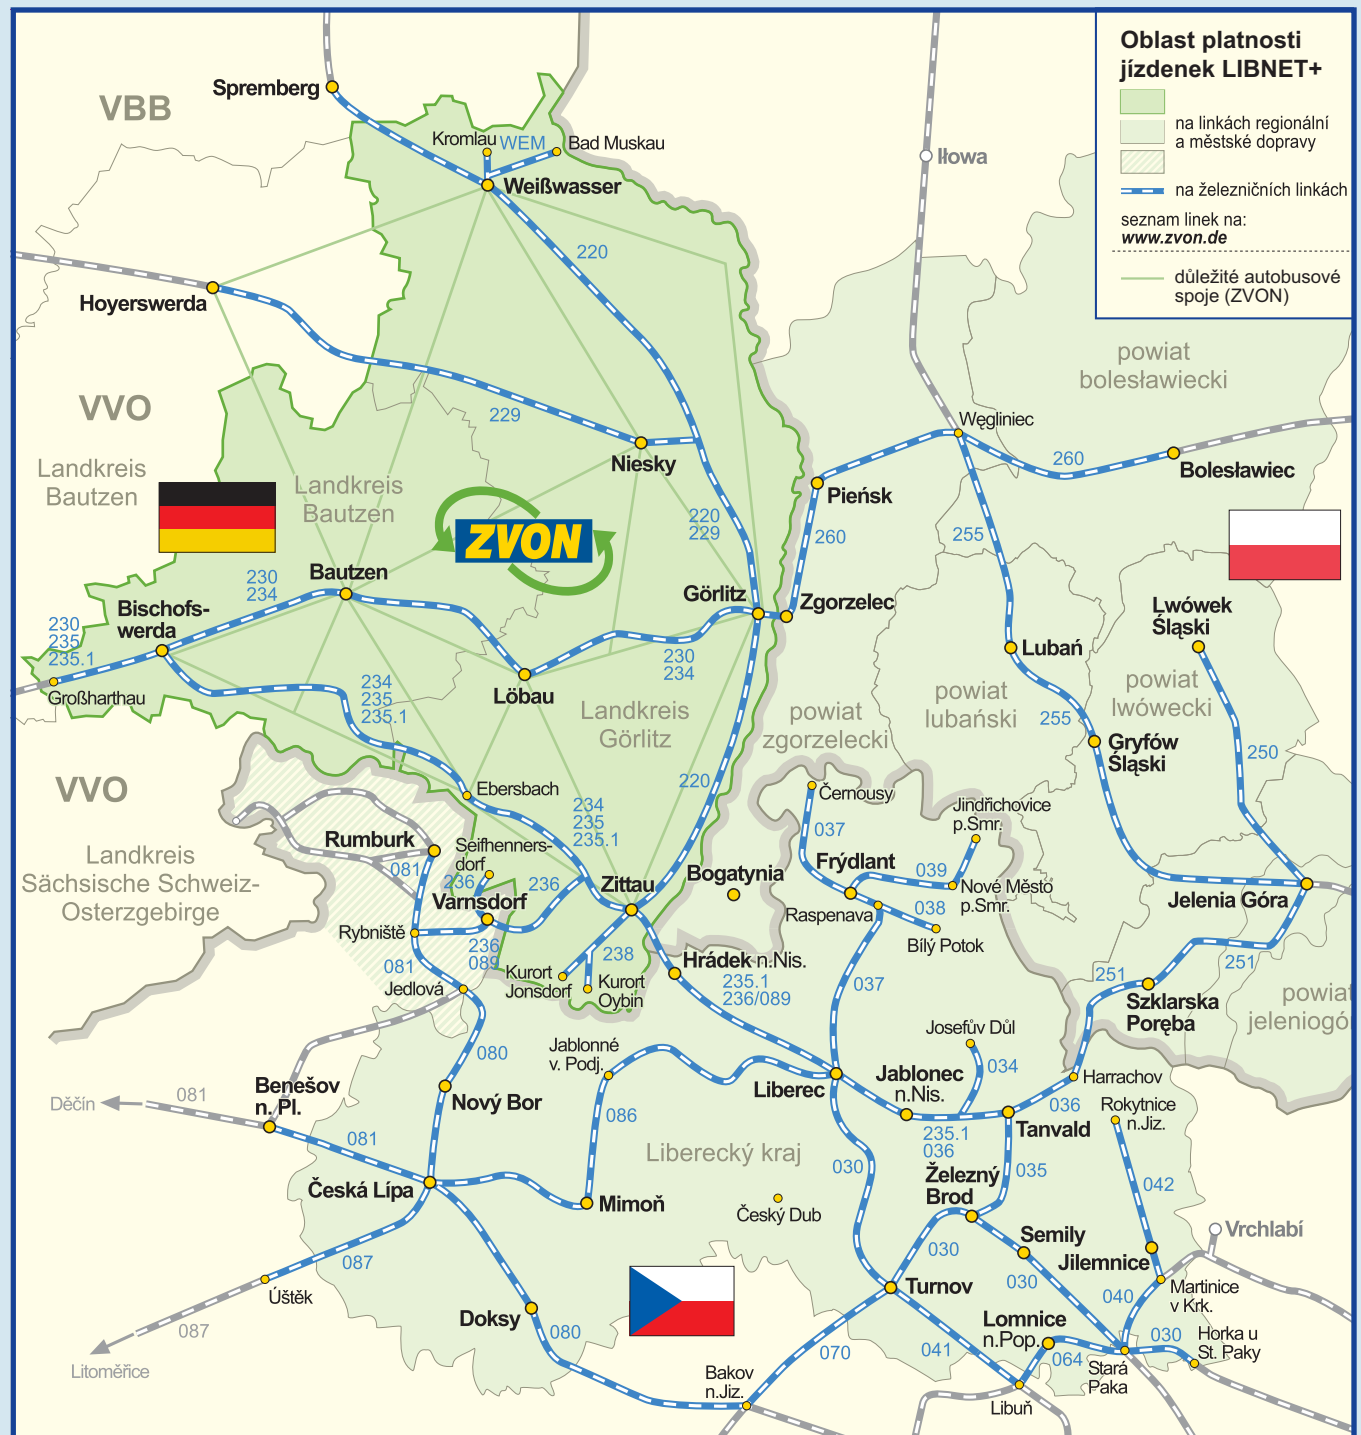 Oblast platnosti
jízdenek LIBNET+
na linkách regionální
a městské dopravy
na železničních linkách
seznam linek na:
www.zvon.de
důležité autobusové
spoje (ZVON)
Spremberg
VBB
Kromlau
WEM
Bad Muskau
Weißwasser
Iłowa
220
Hoyerswerda
powiat
bolesławiecki
VVO
229
Węgliniec
Landkreis
Bautzen
Landkreis
Bautzen
Niesky
260
Bolesławiec
Pieńsk
ZVON
220
229
260
255
Bautzen
230
234
Görlitz
Zgorzelec
Bischofs-
werda
Lwówek
Śląski
230
235
235.1
Lubań
230
234
Großharthau
234
235
235.1
Löbau
Landkreis
Görlitz
powiat
zgorzelecki
powiat
lubański
powiat
lwówecki
255
Gryfów
Śląski
250
VVO
Ebersbach
220
234
235
235.1
Černousy
Jindřichovice
p.Smr.
037
Rumburk
Seifhenners-
dorf
Landkreis
Sächsische Schweiz-
Osterzgebirge
081
236
236
Zittau
Bogatynia
Frýdlant
039
Nové Město
p.Smr.
Jelenia Góra
Varnsdorf
Raspenava
038
Bílý Potok
Rybniště
236
089
238
Hrádek n.Nis.
081
Jedlová
Kurort
Jonsdorf
Kurort
Oybin
235.1
236/089
037
251
251
Szklarska
Poręba
powiat
jeleniogór
Josefův Důl
080
Jablonné
v. Podj.
034
Děčín
081
Benešov
n. Pl.
Nový Bor
Liberec
Jablonec
n.Nis.
Harrachov
036
Rokytnice
n.Jiz.
086
081
235.1
036
Tanvald
Liberecký kraj
030
035
Česká Lípa
Mimoň
Železný
Brod
042
Český Dub
Vrchlabí
087
030
Semily
030
Jilemnice
Úštěk
Turnov
040
Martinice
v Krk.
Doksy
087
080
Lomnice
n.Pop.
030
Horka u
St. Paky
070
041
064
Litoměřice
Bakov
n.Jiz.
Stará
Paka
Libuň